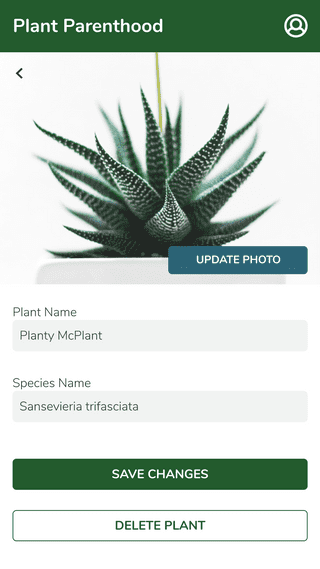 Plant Parenthood
UPDATE PHOTO
Plant Name
Planty McPlant
Species Name
Sansevieria trifasciata
SAVE CHANGES
DELETE PLANT